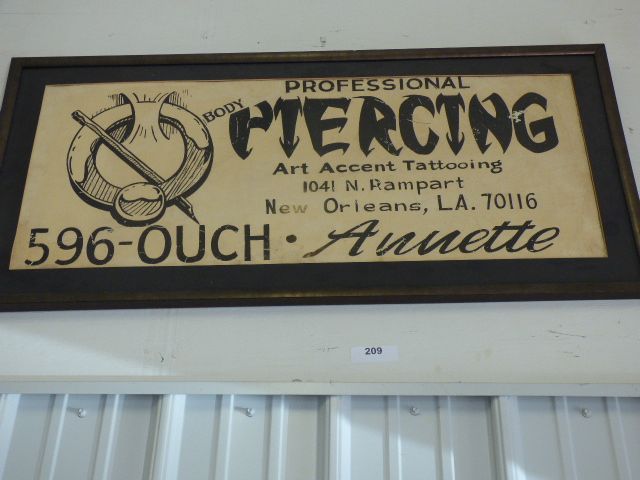 PROFESSIONAL
BODY PIERCING
Art Accent Tattooing
1041 N. Rampart
New Orleans, LA. 70116
596-OUCH • Annette
209